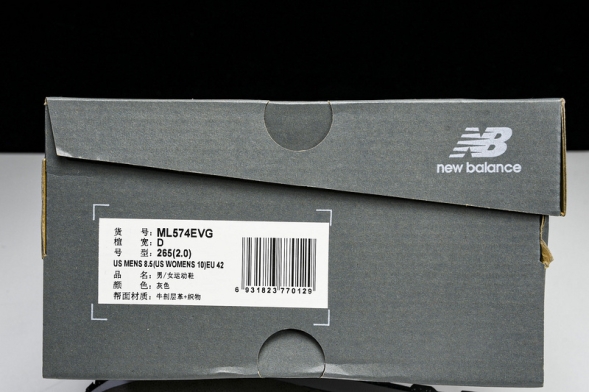 NB
new balance
货 号: ML574EVG
楦 宽: D
号 型: 265(2.0)
US MENS 8.5(US WOMENS 10)EU 42
品 名: 男/女运动鞋
颜 色: 灰色
帮面材质: 牛剖层革+织物
6 931823 770129